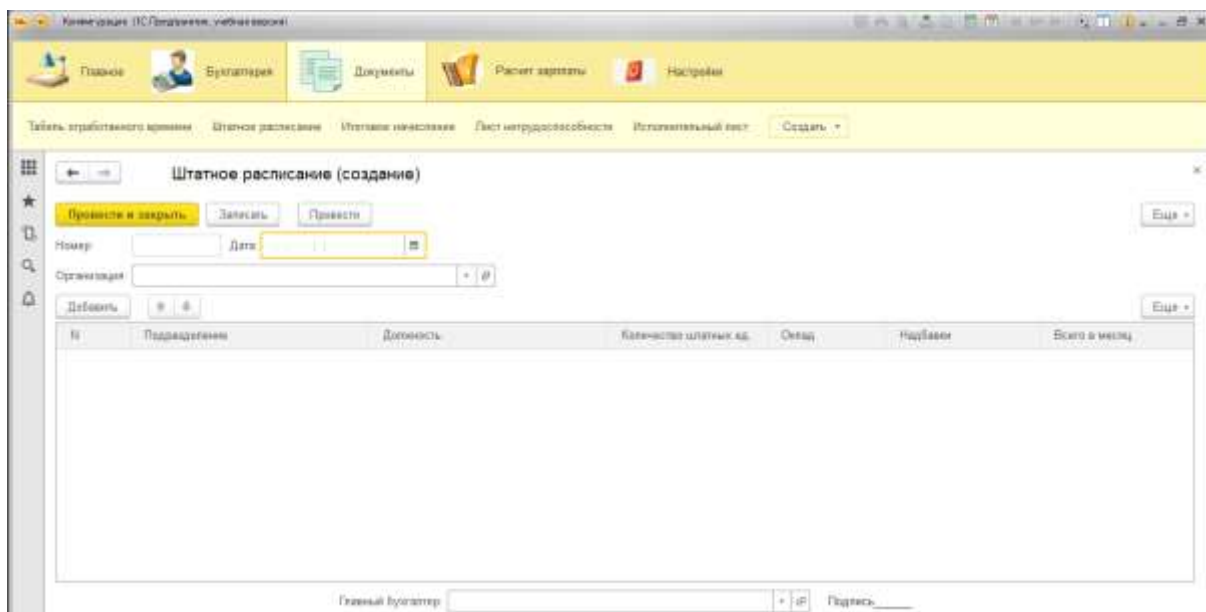 Конфигурация (1С:Предприятие, учебная версия)
Главное Бухгалтерия Документы Расчет зарплаты Настройки
Табель отработанного времени Штатное расписание Итоговое начисление Лист нетрудоспособности Исполнительный лист Создать
Штатное расписание (создание)
Провести и закрыть Записать Провести Еще
Номер: Дата:
Организация:
Добавить Еще
N Подразделение Должность Количество штатных ед. Оклад Надбавки Всего в месяц
Главный бухгалтер: Подпись______